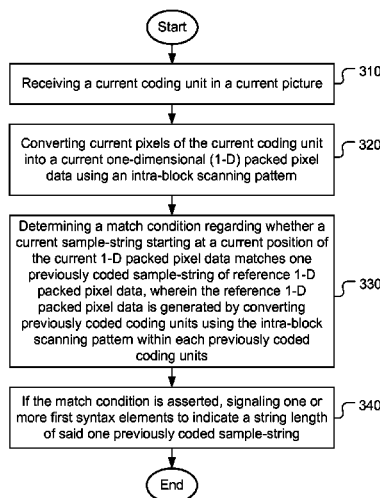 Start
Receiving a current coding unit in a current picture
310
Converting current pixels of the current coding unit
into a current one-dimensional (1-D) packed pixel
data using an intra-block scanning pattern
320
Determining a match condition regarding whether a
current sample-string starting at a current position of
the current 1-D packed pixel data matches one
previously coded sample-string of reference 1-D
packed pixel data, wherein the reference 1-D
packed pixel data is generated by converting
previously coded coding units using the intra-block
scanning pattern within each previously coded
coding units
330
If the match condition is asserted, signaling one or
more first syntax elements to indicate a string length
of said one previously coded sample-string
340
End